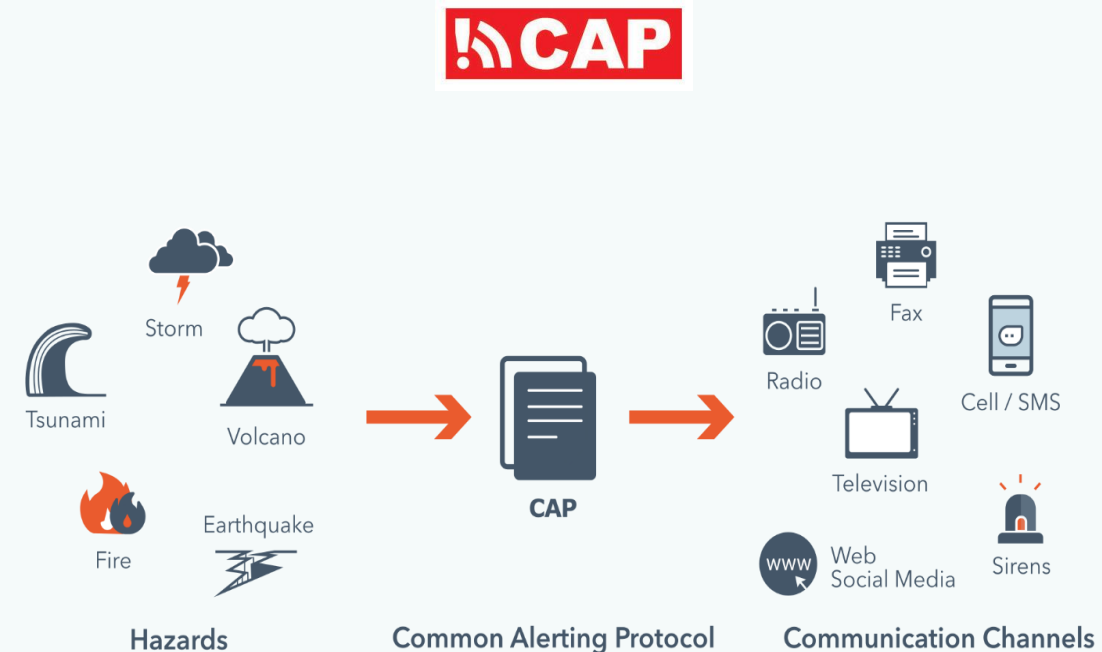 !CAP
Storm
Tsunami
Volcano
Fire
Earthquake
Hazards
CAP
Common Alerting Protocol
Fax
Radio
Cell / SMS
Television
www
Web
Social Media
Sirens
Communication Channels